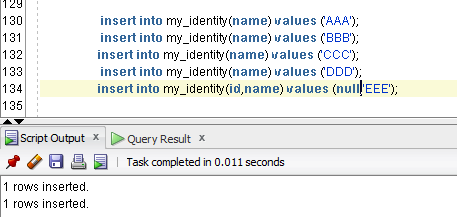 129
130 insert into my_identity(name) values ('AAA');
131 insert into my_identity(name) values ('BBB');
132 insert into my_identity(name) values ('CCC');
133 insert into my_identity(name) values ('DDD');
134 insert into my_identity(id,name) values (null,'EEE');
135
Script Output x Query Result x
Task completed in 0.011 seconds
1 rows inserted.
1 rows inserted.